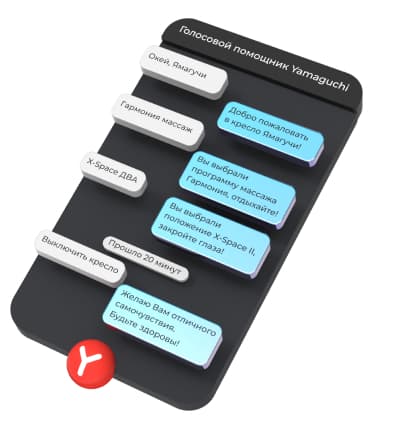 Голосовой помощник Yamaguchi
Окей, Ямагучи
Добро пожаловать
в кресло Ямагучи!
Гармония массаж
Вы выбрали
программу массажа
Гармония, отдыхайте!
X-Space ДВА
Вы выбрали
положение X-Space II,
закройте глаза!
Прошло 20 минут
Выключить кресло
Желаю Вам отличного
самочувствия.
Будьте здоровы!
Y